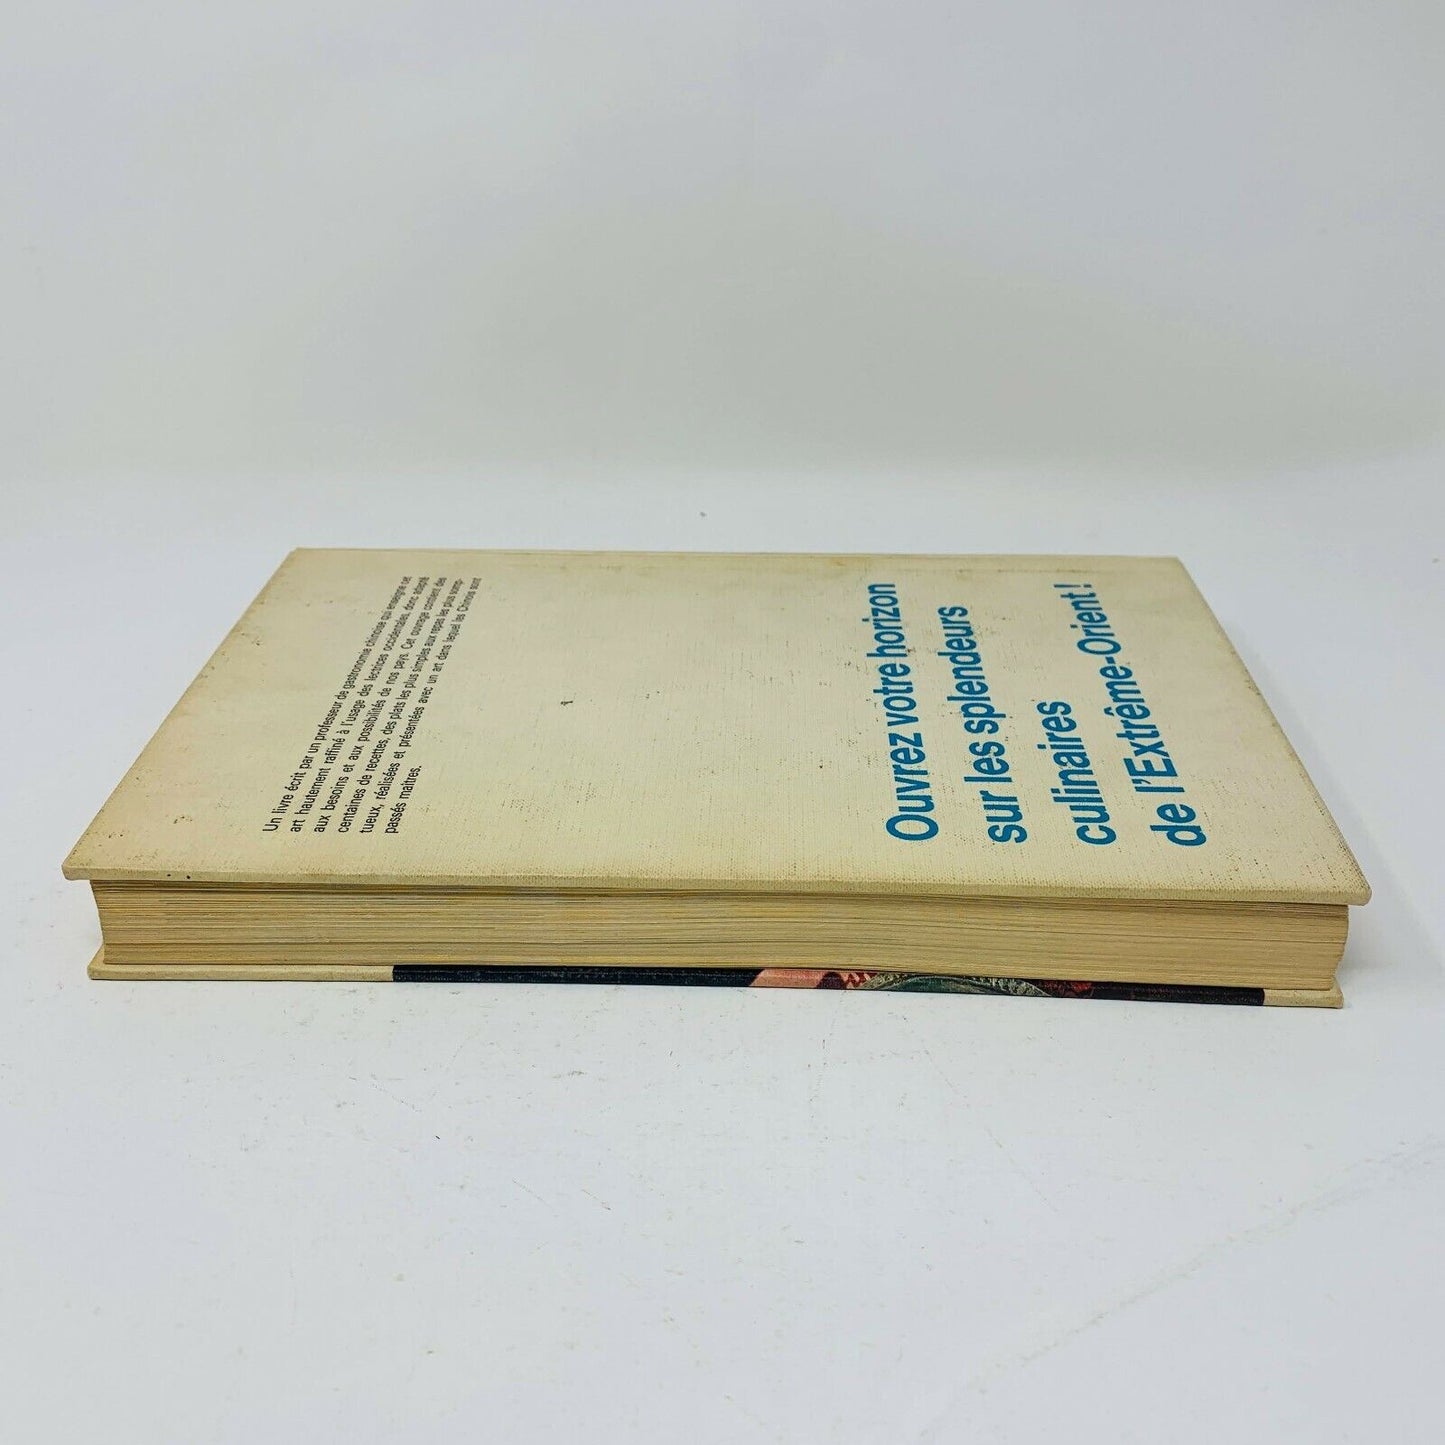 Ouvrez votre horizon
sur les splendeurs
culinaires
de l'Extrême-Orient !
Un livre écrit par un professeur de gastronomie chinoise qui enseigne cet
art hautement raffiné à l'usage des lectrices occidentales, donc adapté
aux besoins et aux possibilités de nos pays. Cet ouvrage contient des
centaines de recettes, des plats les plus simples aux repas les plus somp-
tueux, réalisées et présentées avec un art dans lequel les Chinois sont
passés maîtres.